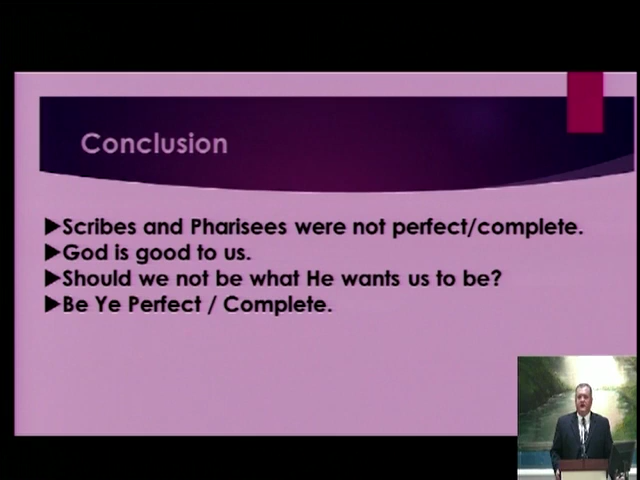 Conclusion
▶Scribes and Pharisees were not perfect/complete.
▶God is good to us.
▶Should we not be what He wants us to be?
▶Be Ye Perfect / Complete.